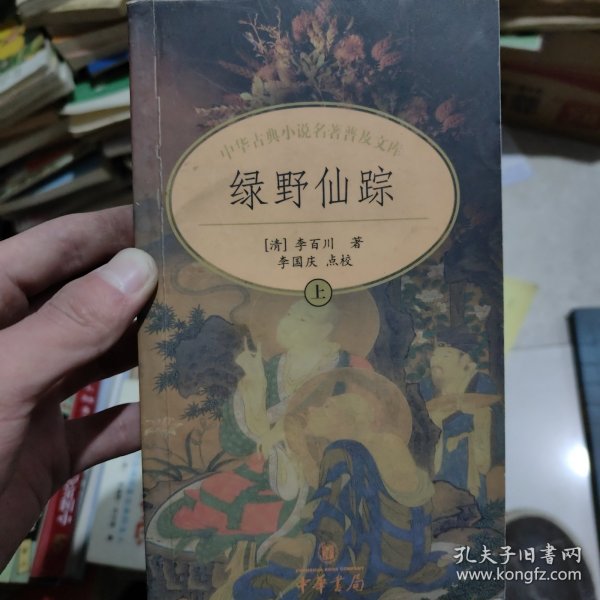 中华古典小说名著普及文库
绿野仙踪
[清] 李百川 著
李国庆 点校
上
中華書局
孔夫子旧书网
www.kongfz.com